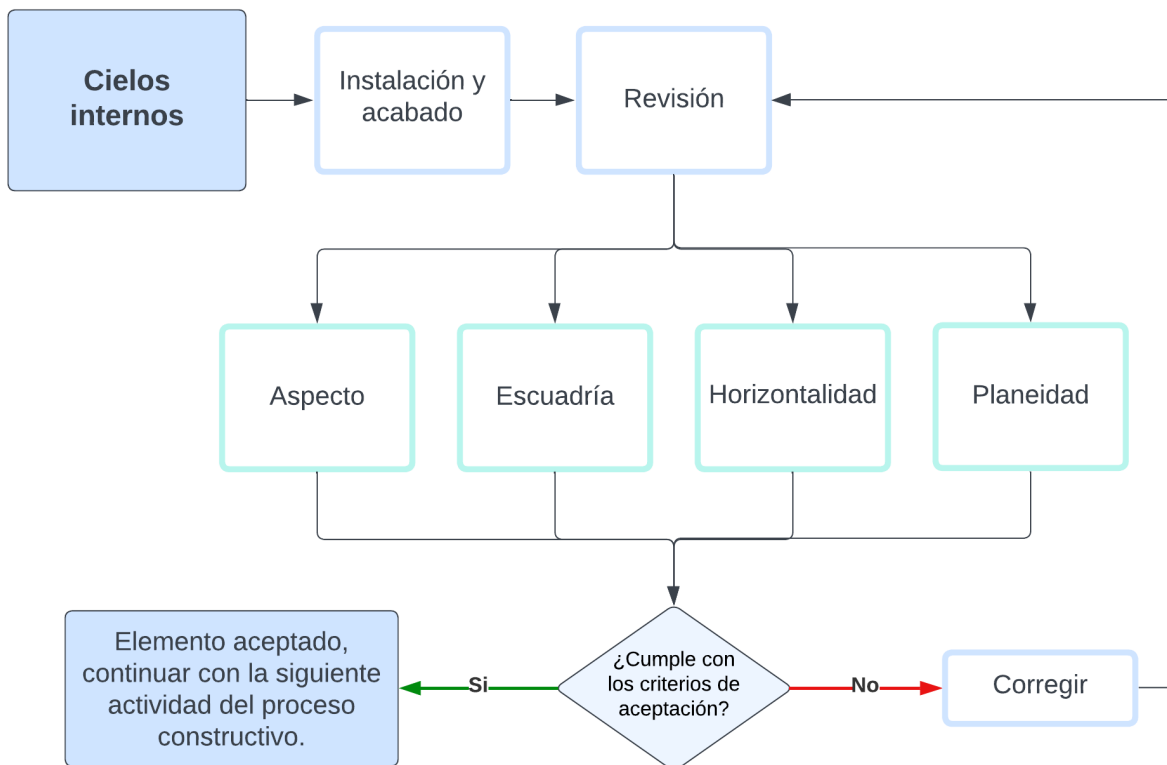 Cielos
internos
Instalación y
acabado
Revisión
Aspecto
Escuadría
Horizontalidad
Planeidad
Elemento aceptado,
continuar con la siguiente
actividad del proceso
constructivo.
Si
¿Cumple con
los criterios de
aceptación?
No
Corregir